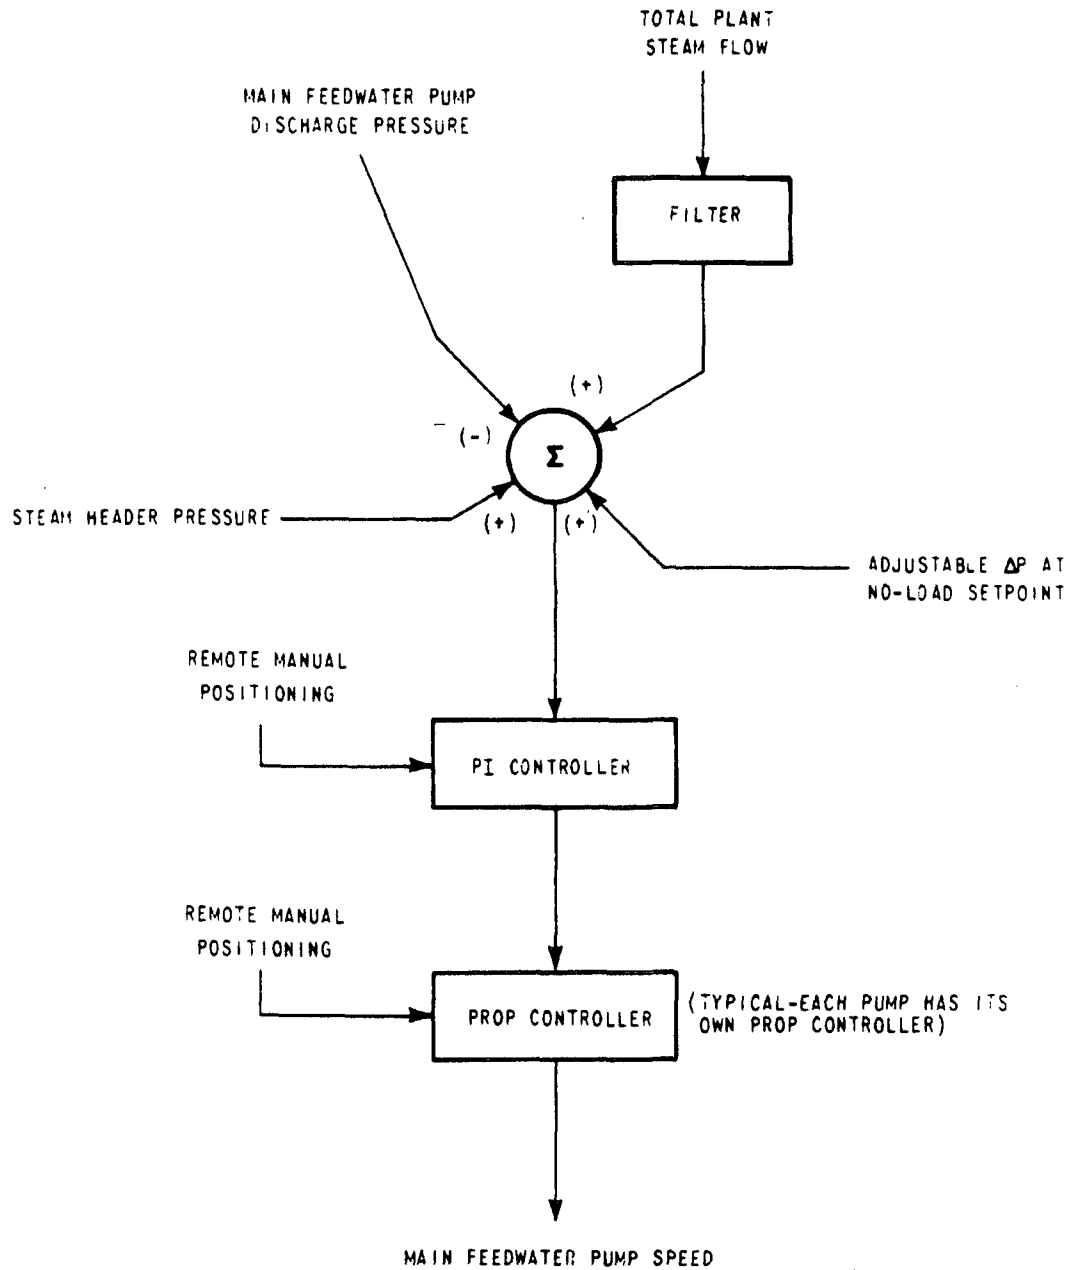 TOTAL PLANT
STEAM FLOW
MAIN FEEDWATER PUMP
DISCHARGE PRESSURE
FILTER
(+)
(-)
Σ
STEAM HEADER PRESSURE
(+)
(+)
ADJUSTABLE ΔP AT
NO-LOAD SETPOINT
REMOTE MANUAL
POSITIONING
PI CONTROLLER
REMOTE MANUAL
POSITIONING
PROP CONTROLLER
(TYPICAL-EACH PUMP HAS ITS
OWN PROP CONTROLLER)
MAIN FEEDWATER PUMP SPEED